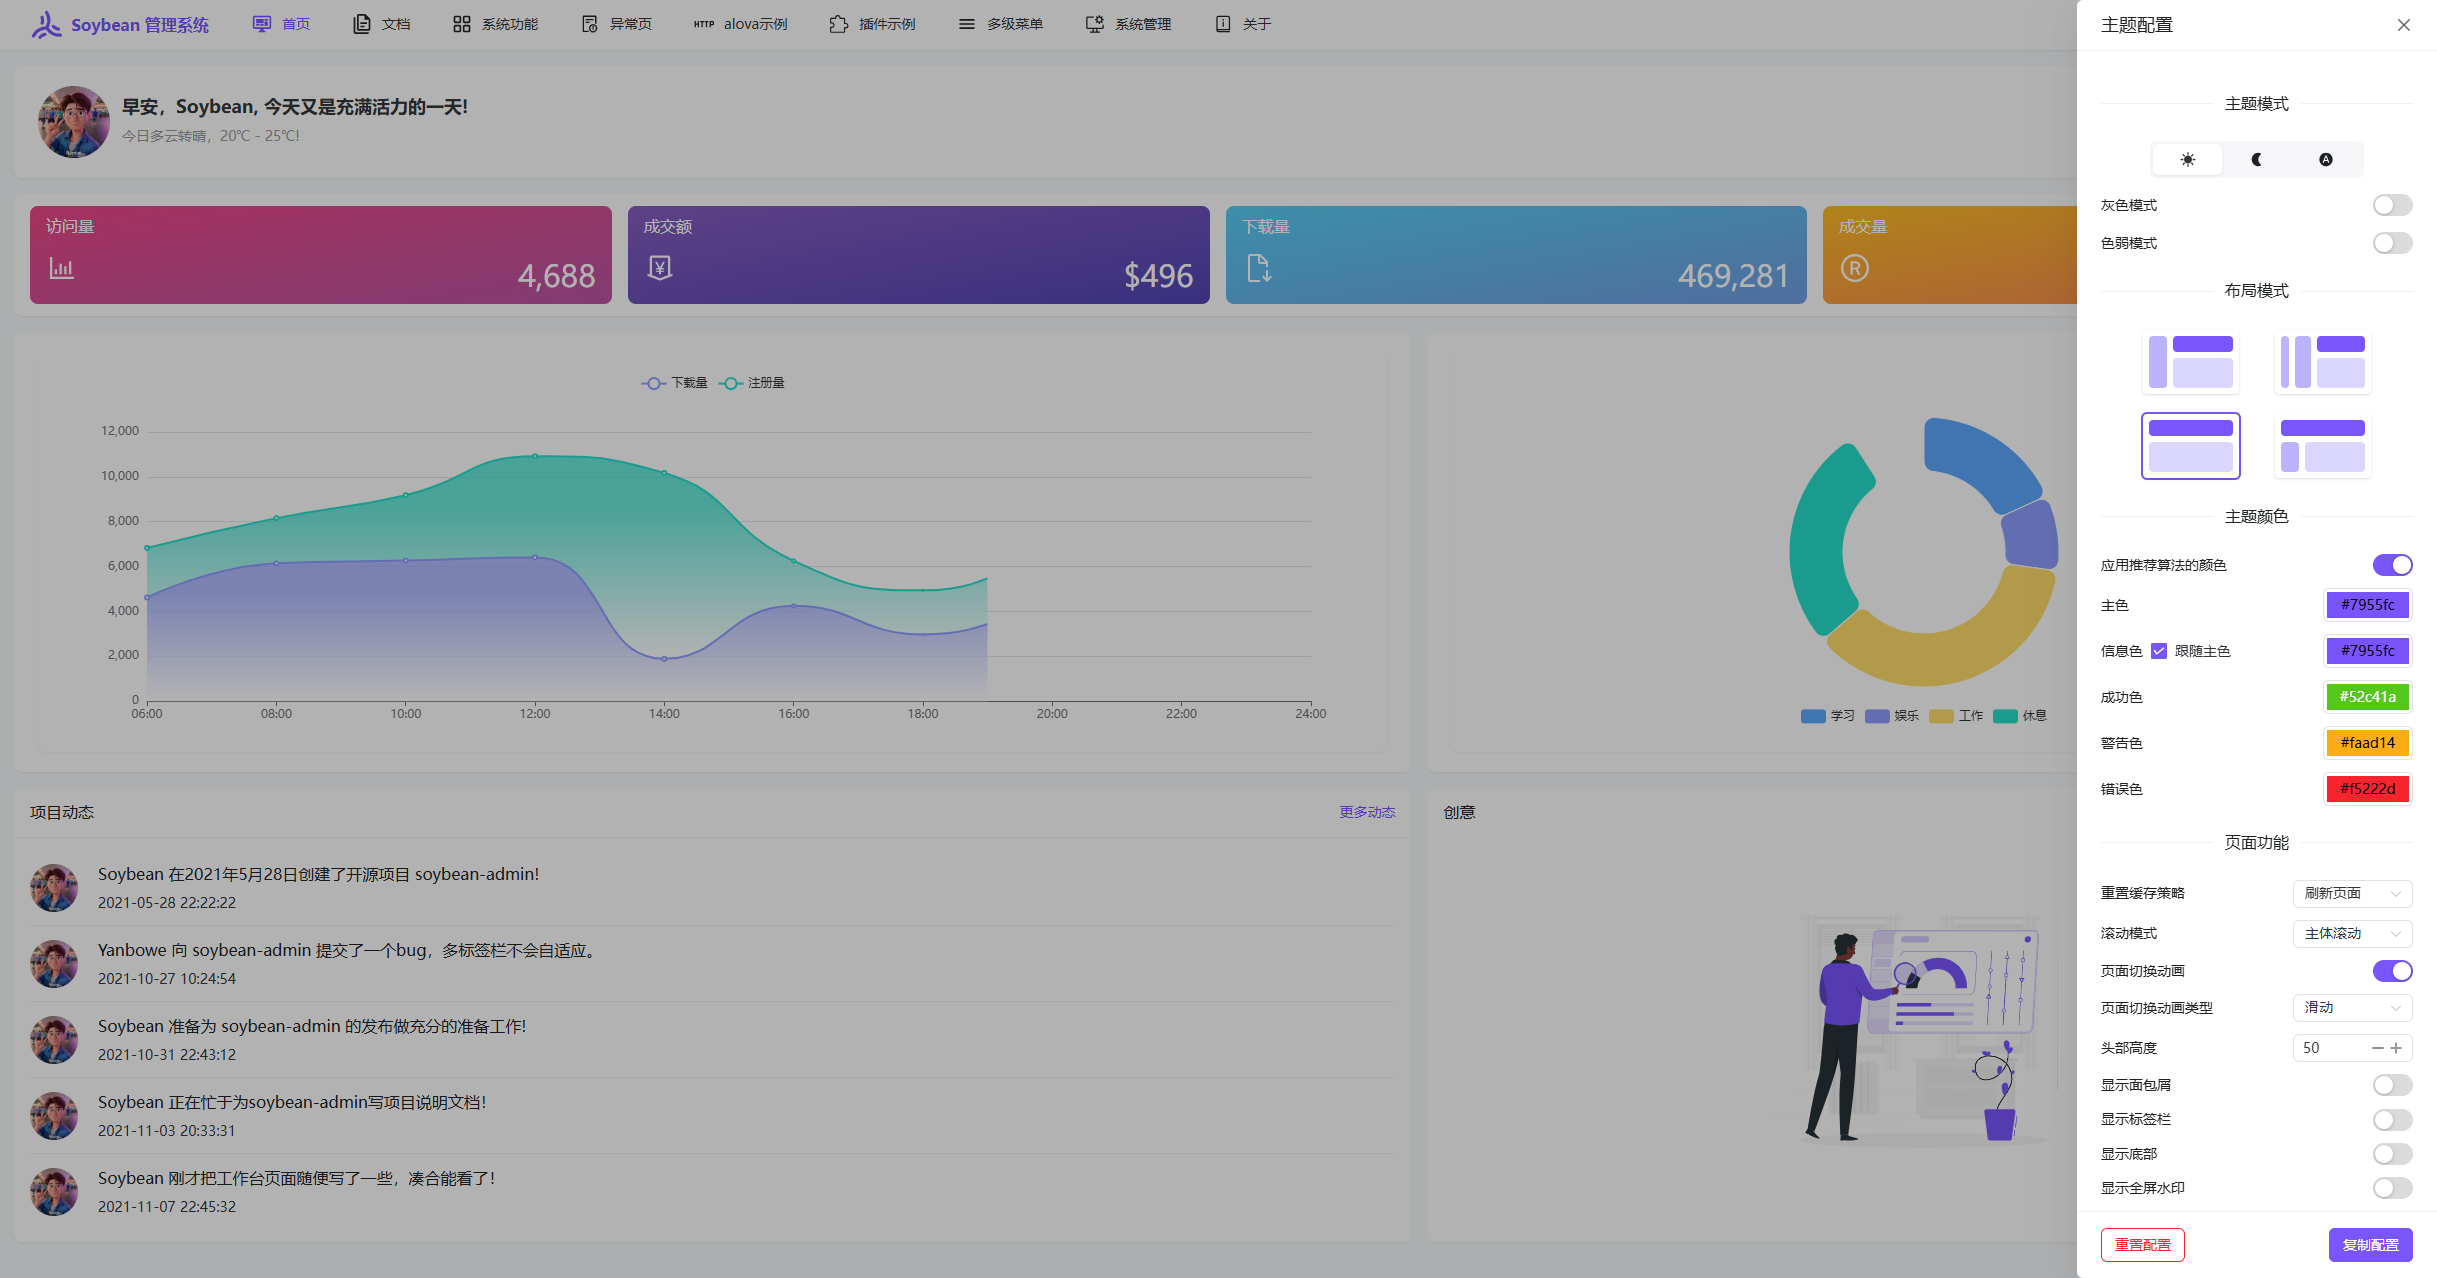 Soybean 管理系统
首页
文档
系统功能
异常页
HTTP alova示例
插件示例
多级菜单
系统管理
关于
早安，Soybean, 今天又是充满活力的一天!
今日多云转晴，20℃ - 25℃!
访问量
4,688
成交额
$496
下载量
469,281
成交量
下载量
注册量
12,000
10,000
8,000
6,000
4,000
2,000
0
06:00
08:00
10:00
12:00
14:00
16:00
18:00
20:00
22:00
24:00
学习
娱乐
工作
休息
项目动态
更多动态
Soybean 在2021年5月28日创建了开源项目 soybean-admin!
2021-05-28 22:22:22
Yanbowe 向 soybean-admin 提交了一个bug，多标签栏不会自适应。
2021-10-27 10:24:54
Soybean 准备为 soybean-admin 的发布做充分的准备工作!
2021-10-31 22:43:12
Soybean 正在忙于为soybean-admin写项目说明文档!
2021-11-03 20:33:31
Soybean 刚才把工作台页面随便写了一些，凑合能看了!
2021-11-07 22:45:32
创意
主题配置
主题模式
灰色模式
色弱模式
布局模式
主题颜色
应用推荐算法的颜色
主色
#7955fc
信息色
跟随主色
#7955fc
成功色
#52c41a
警告色
#faad14
错误色
#f5222d
页面功能
重置缓存策略
刷新页面
滚动模式
主体滚动
页面切换动画
页面切换动画类型
滑动
头部高度
50
显示面包屑
显示标签栏
显示底部
显示全屏水印
重置配置
复制配置